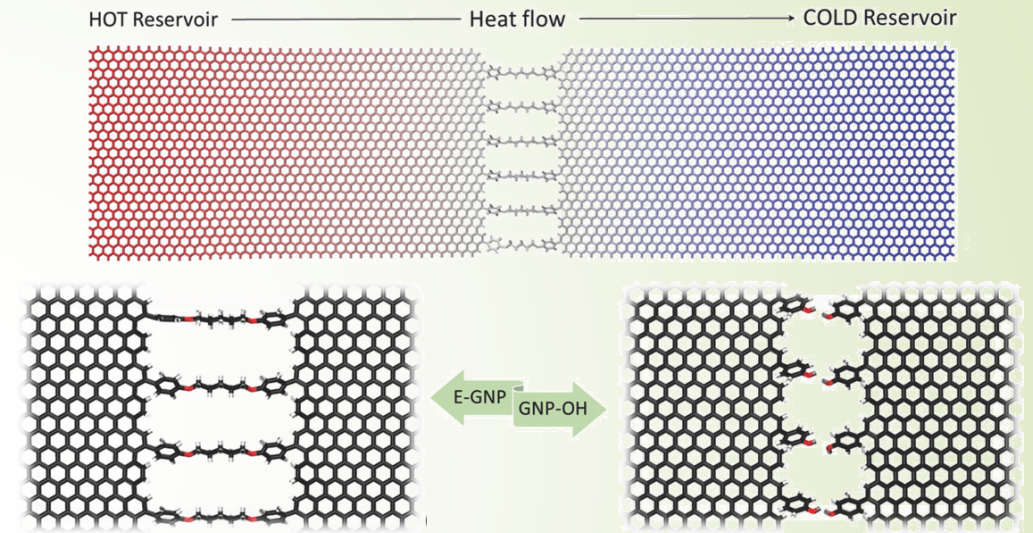 HOT Reservoir
Heat flow
COLD Reservoir
E-GNP
GNP-OH